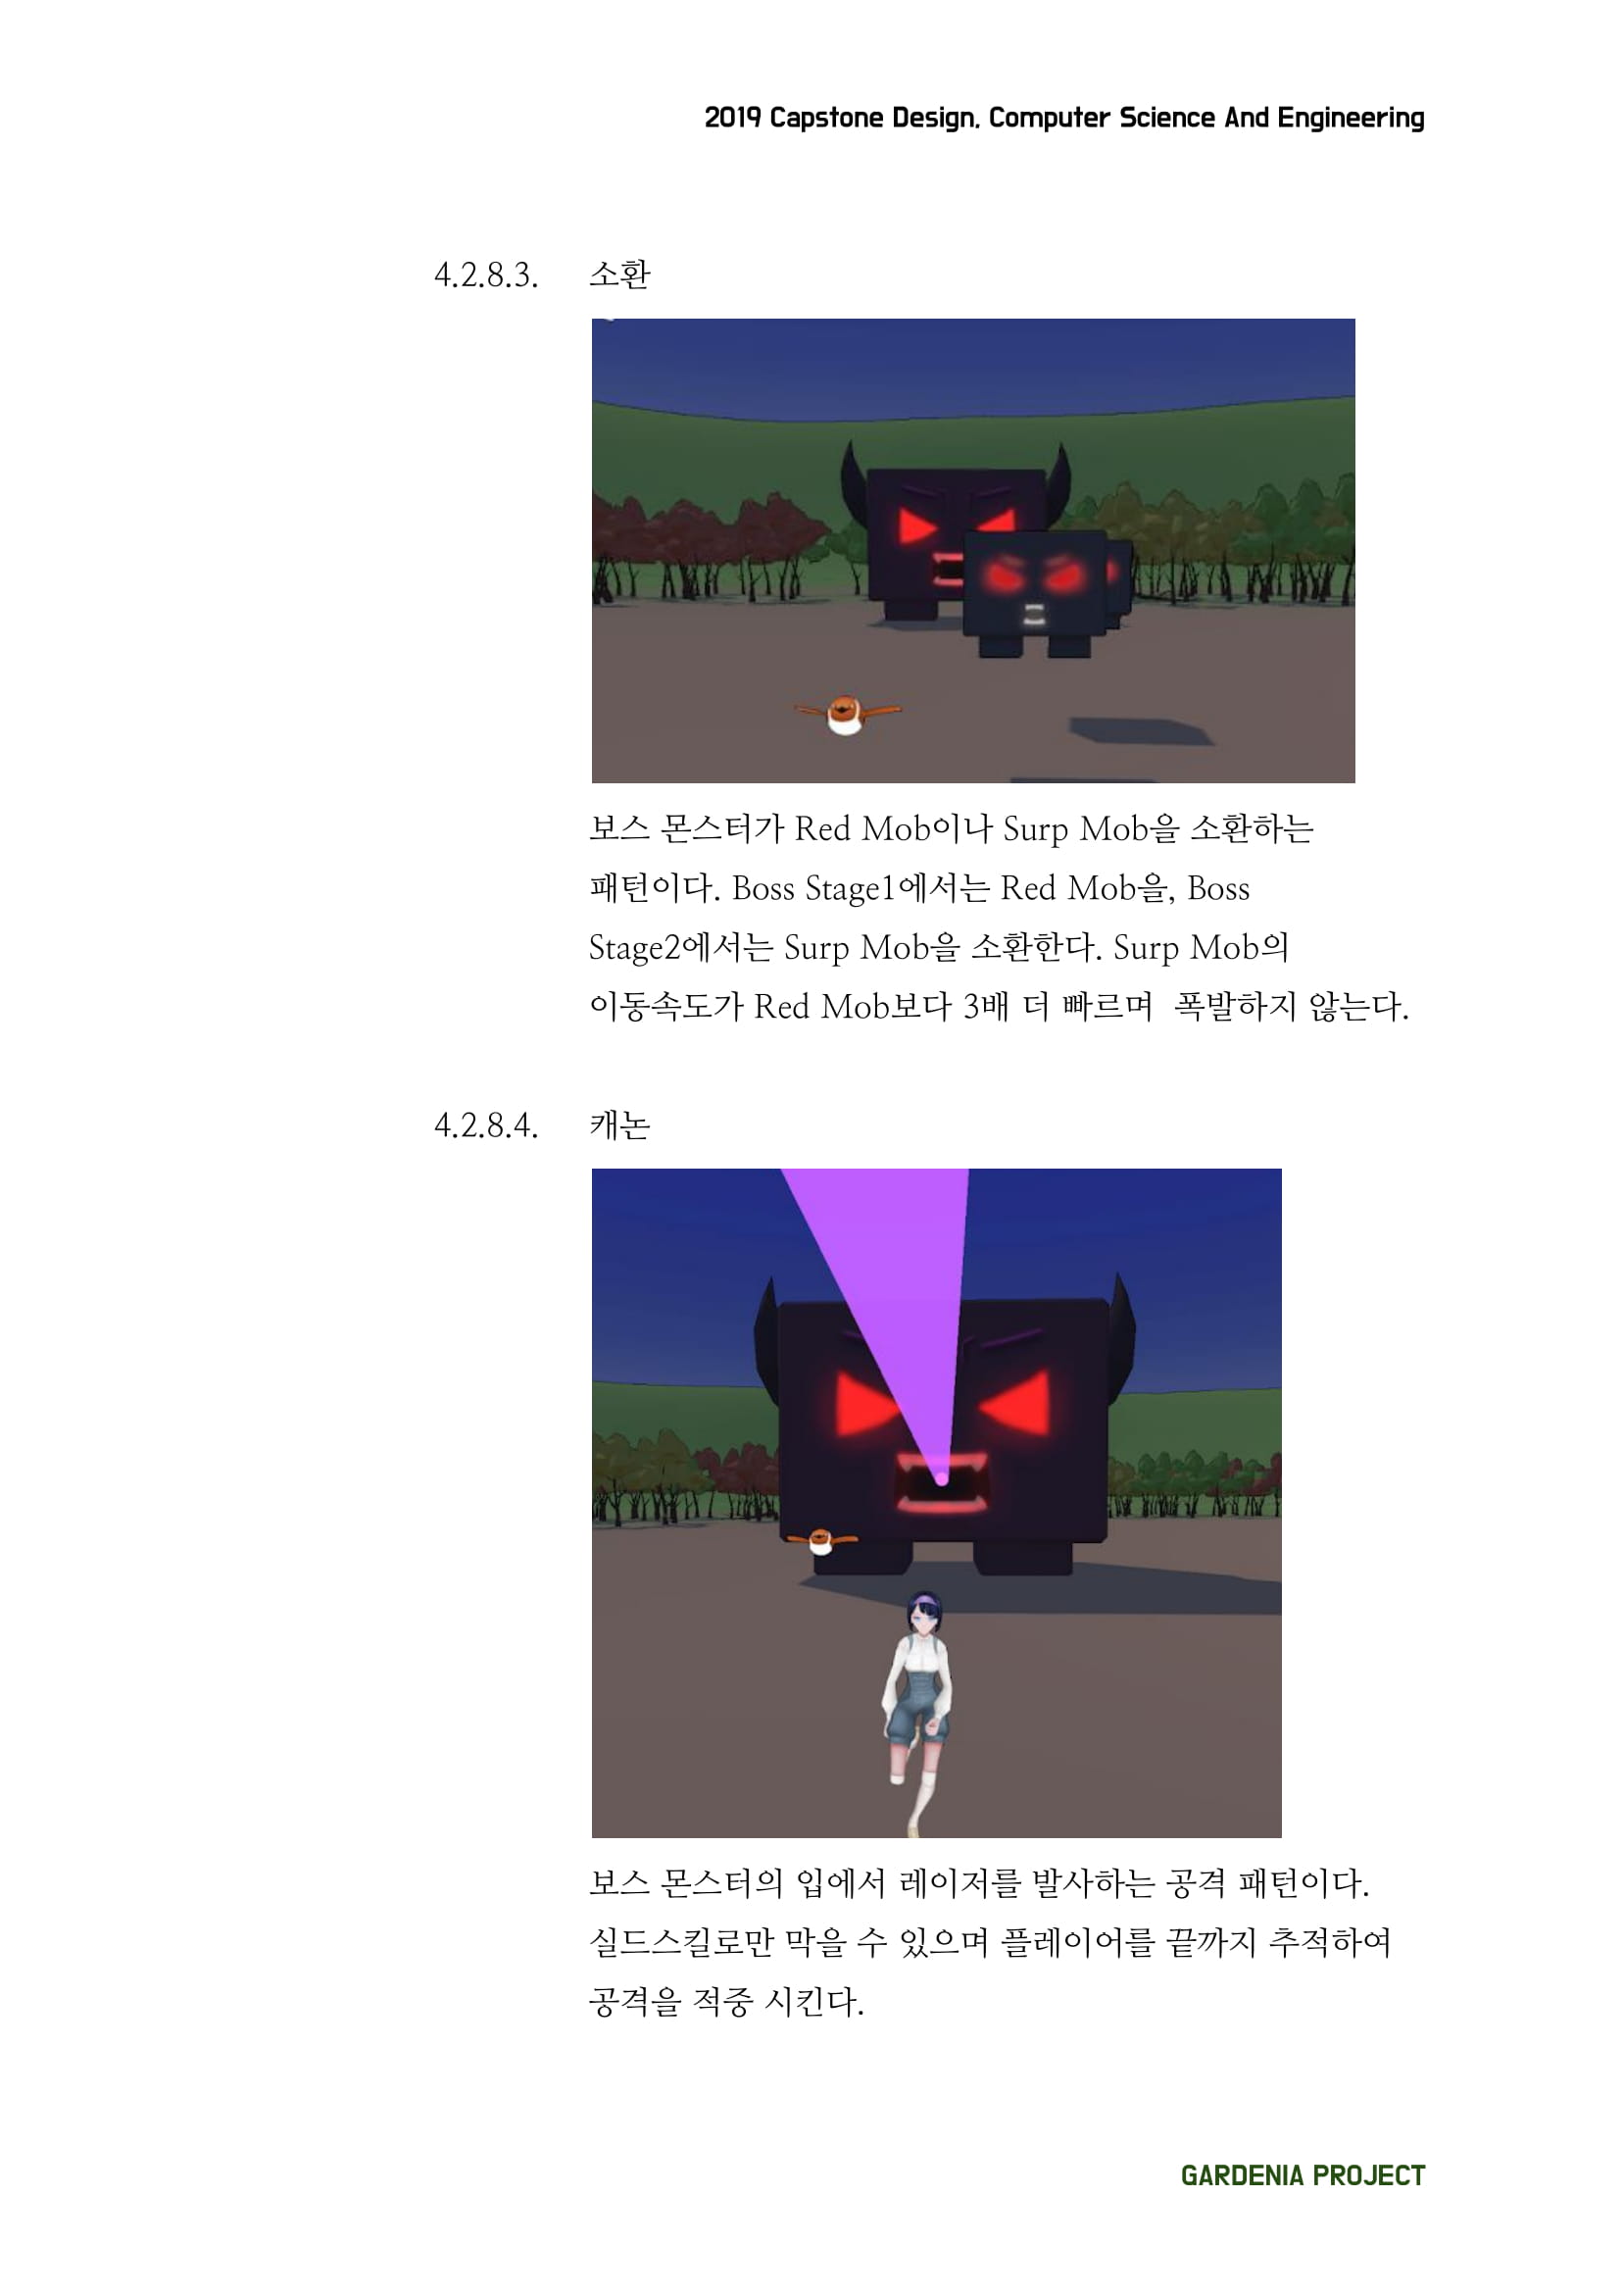 2019 Capstone Design, Computer Science And Engineering
4.2.8.3. 소환
보스 몬스터가 Red Mob이나 Surp Mob을 소환하는
패턴이다. Boss Stage1에서는 Red Mob을, Boss
Stage2에서는 Surp Mob을 소환한다. Surp Mob의
이동속도가 Red Mob보다 3배 더 빠르며 폭발하지 않는다.
4.2.8.4. 캐논
보스 몬스터의 입에서 레이저를 발사하는 공격 패턴이다.
실드스킬로만 막을 수 있으며 플레이어를 끝까지 추적하여
공격을 적중 시킨다.
GARDENIA PROJECT